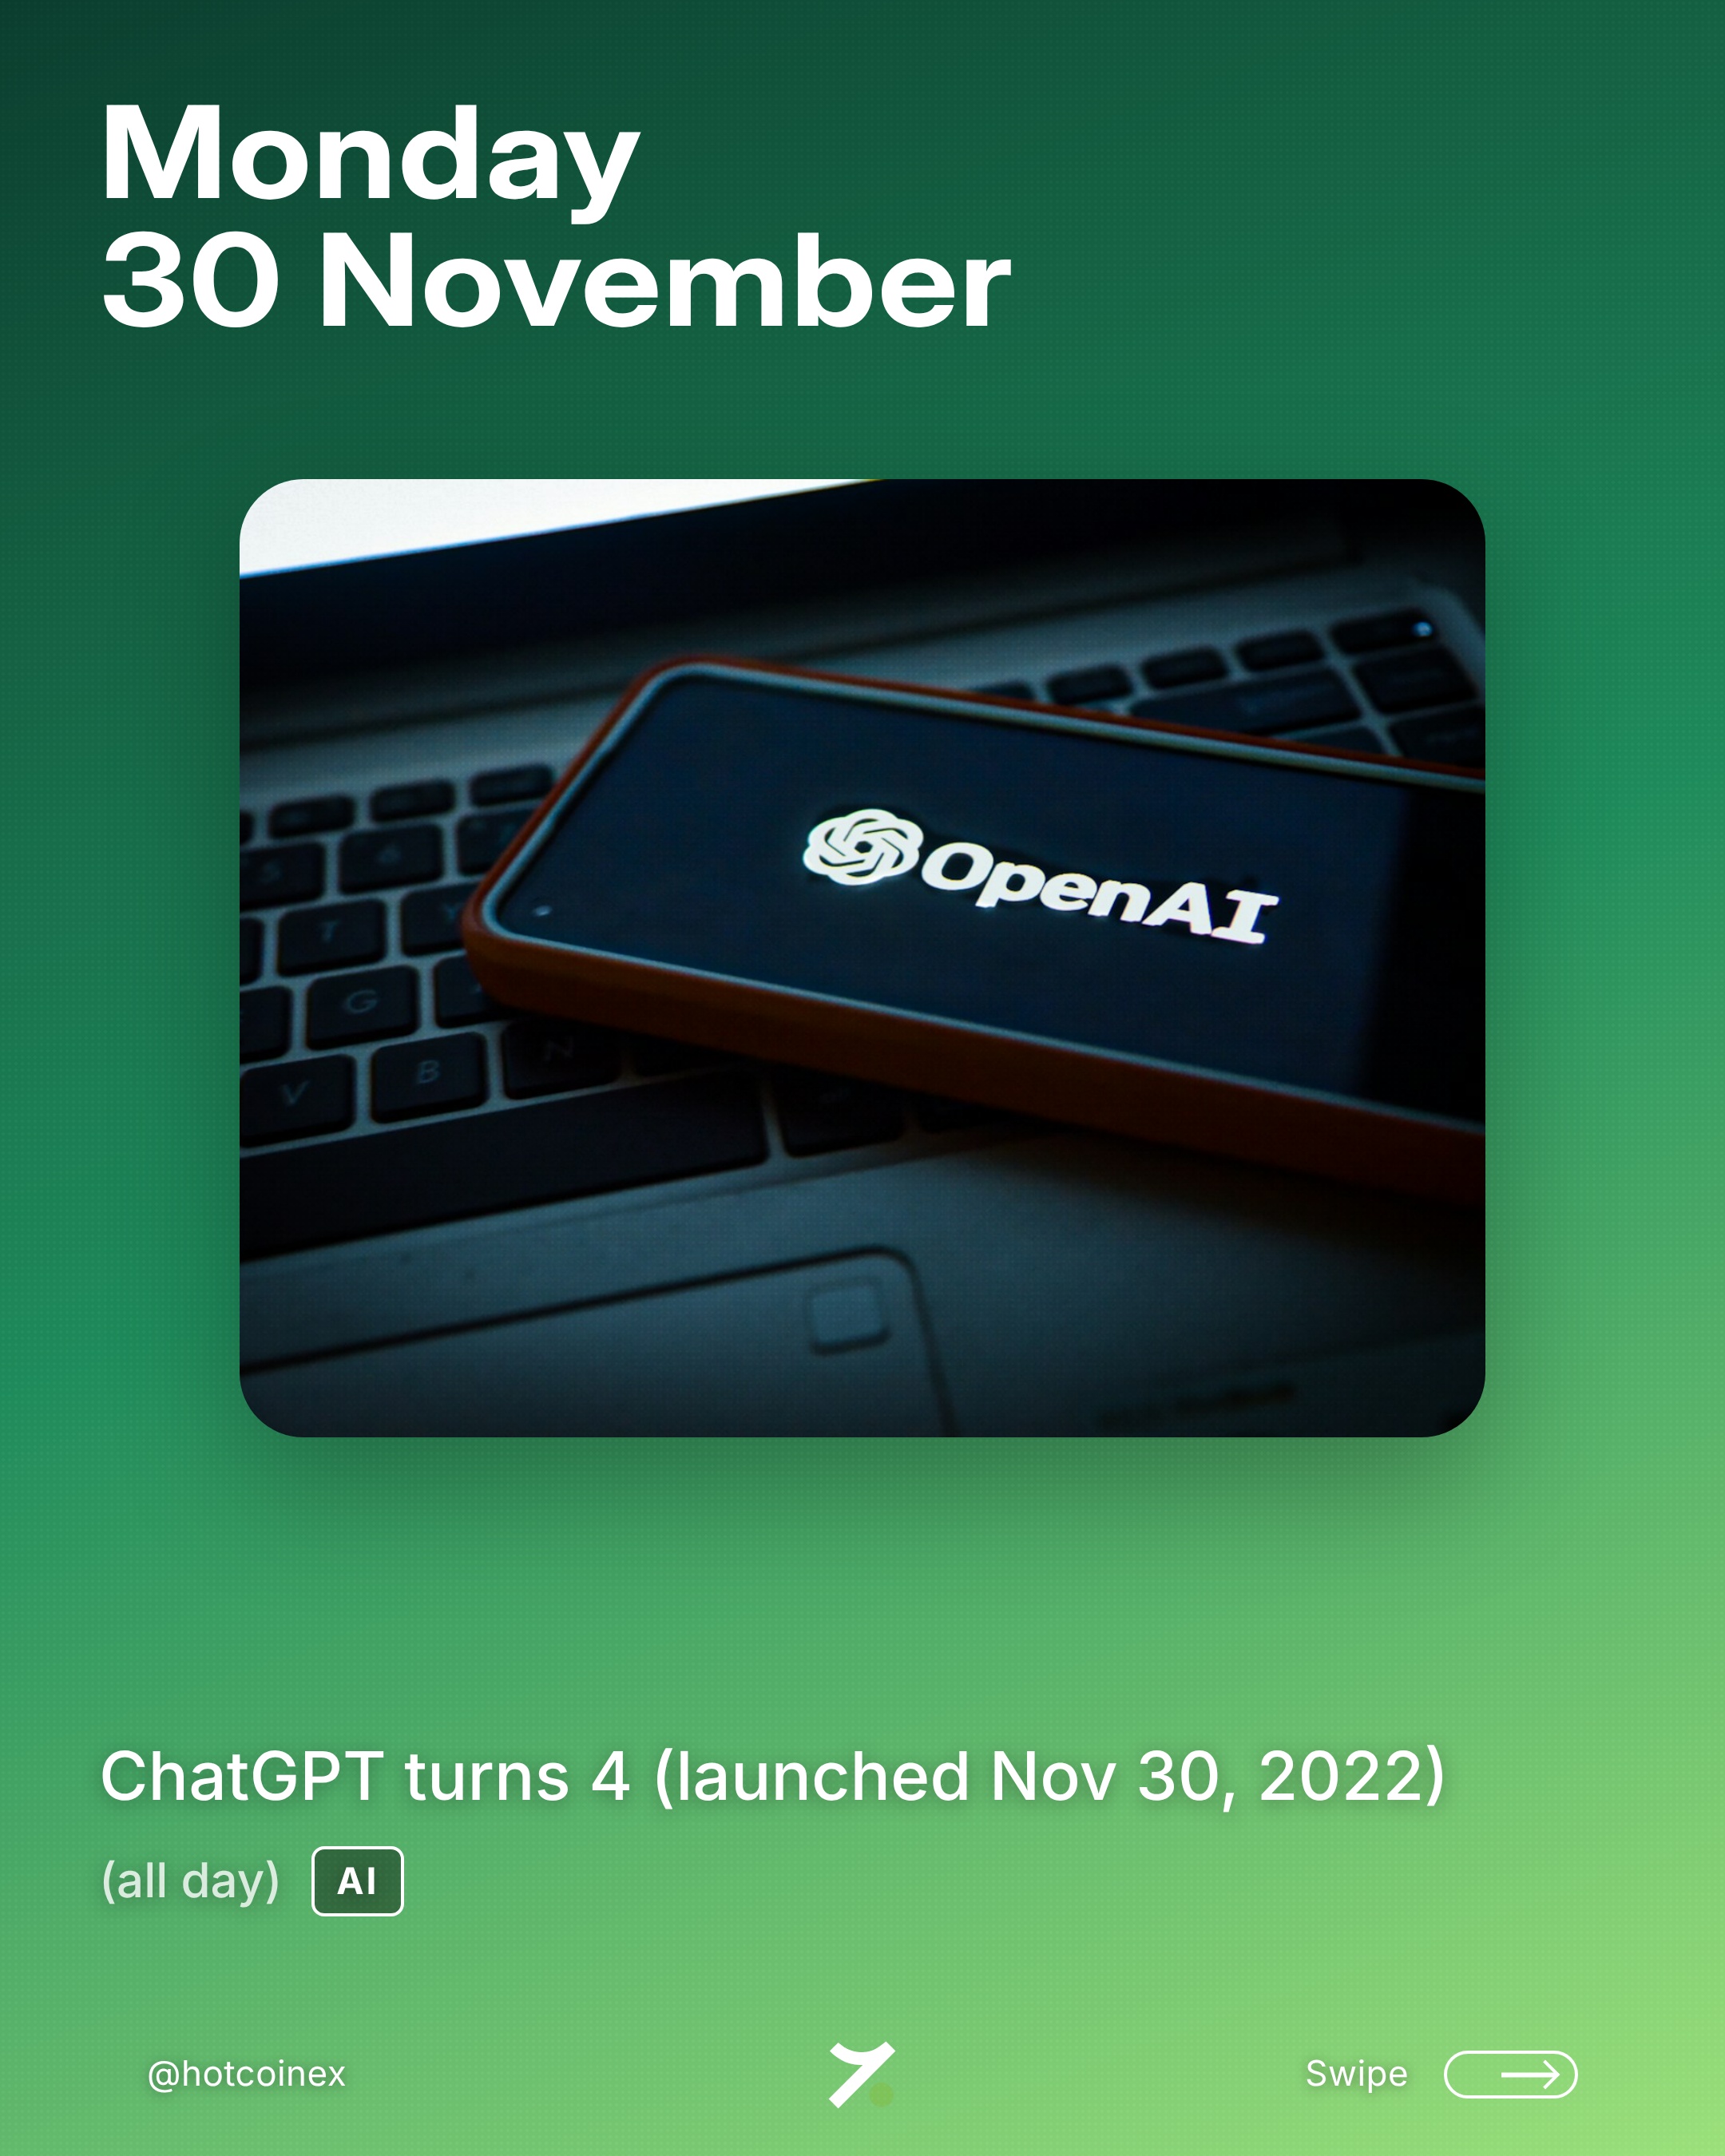 Monday
30 November
OpenAI
T
G
V
B
N
ChatGPT turns 4 (launched Nov 30, 2022)
(all day) AI
@hotcoinex
Swipe